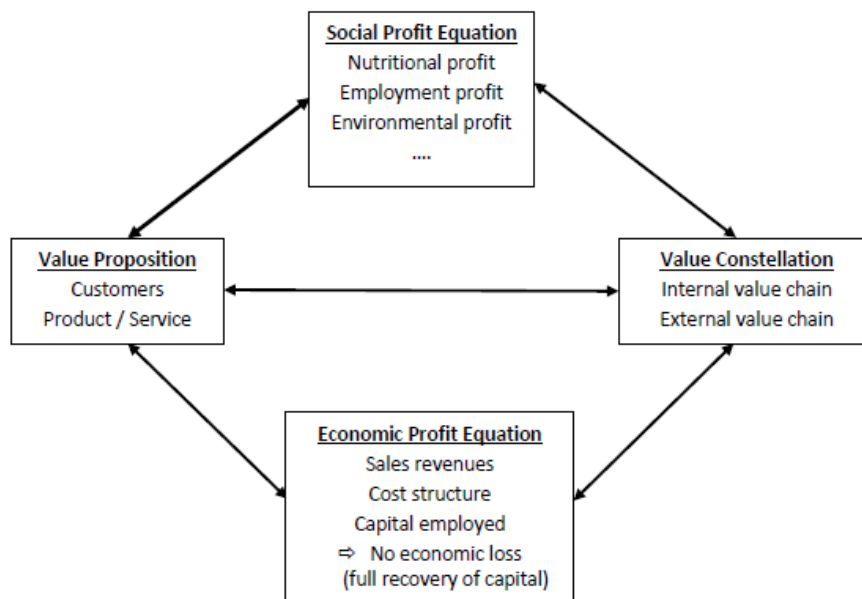 Social Profit Equation
Nutritional profit
Employment profit
Environmental profit
....
Value Proposition
Customers
Product / Service
Value Constellation
Internal value chain
External value chain
Economic Profit Equation
Sales revenues
Cost structure
Capital employed
⇨ No economic loss
(full recovery of capital)